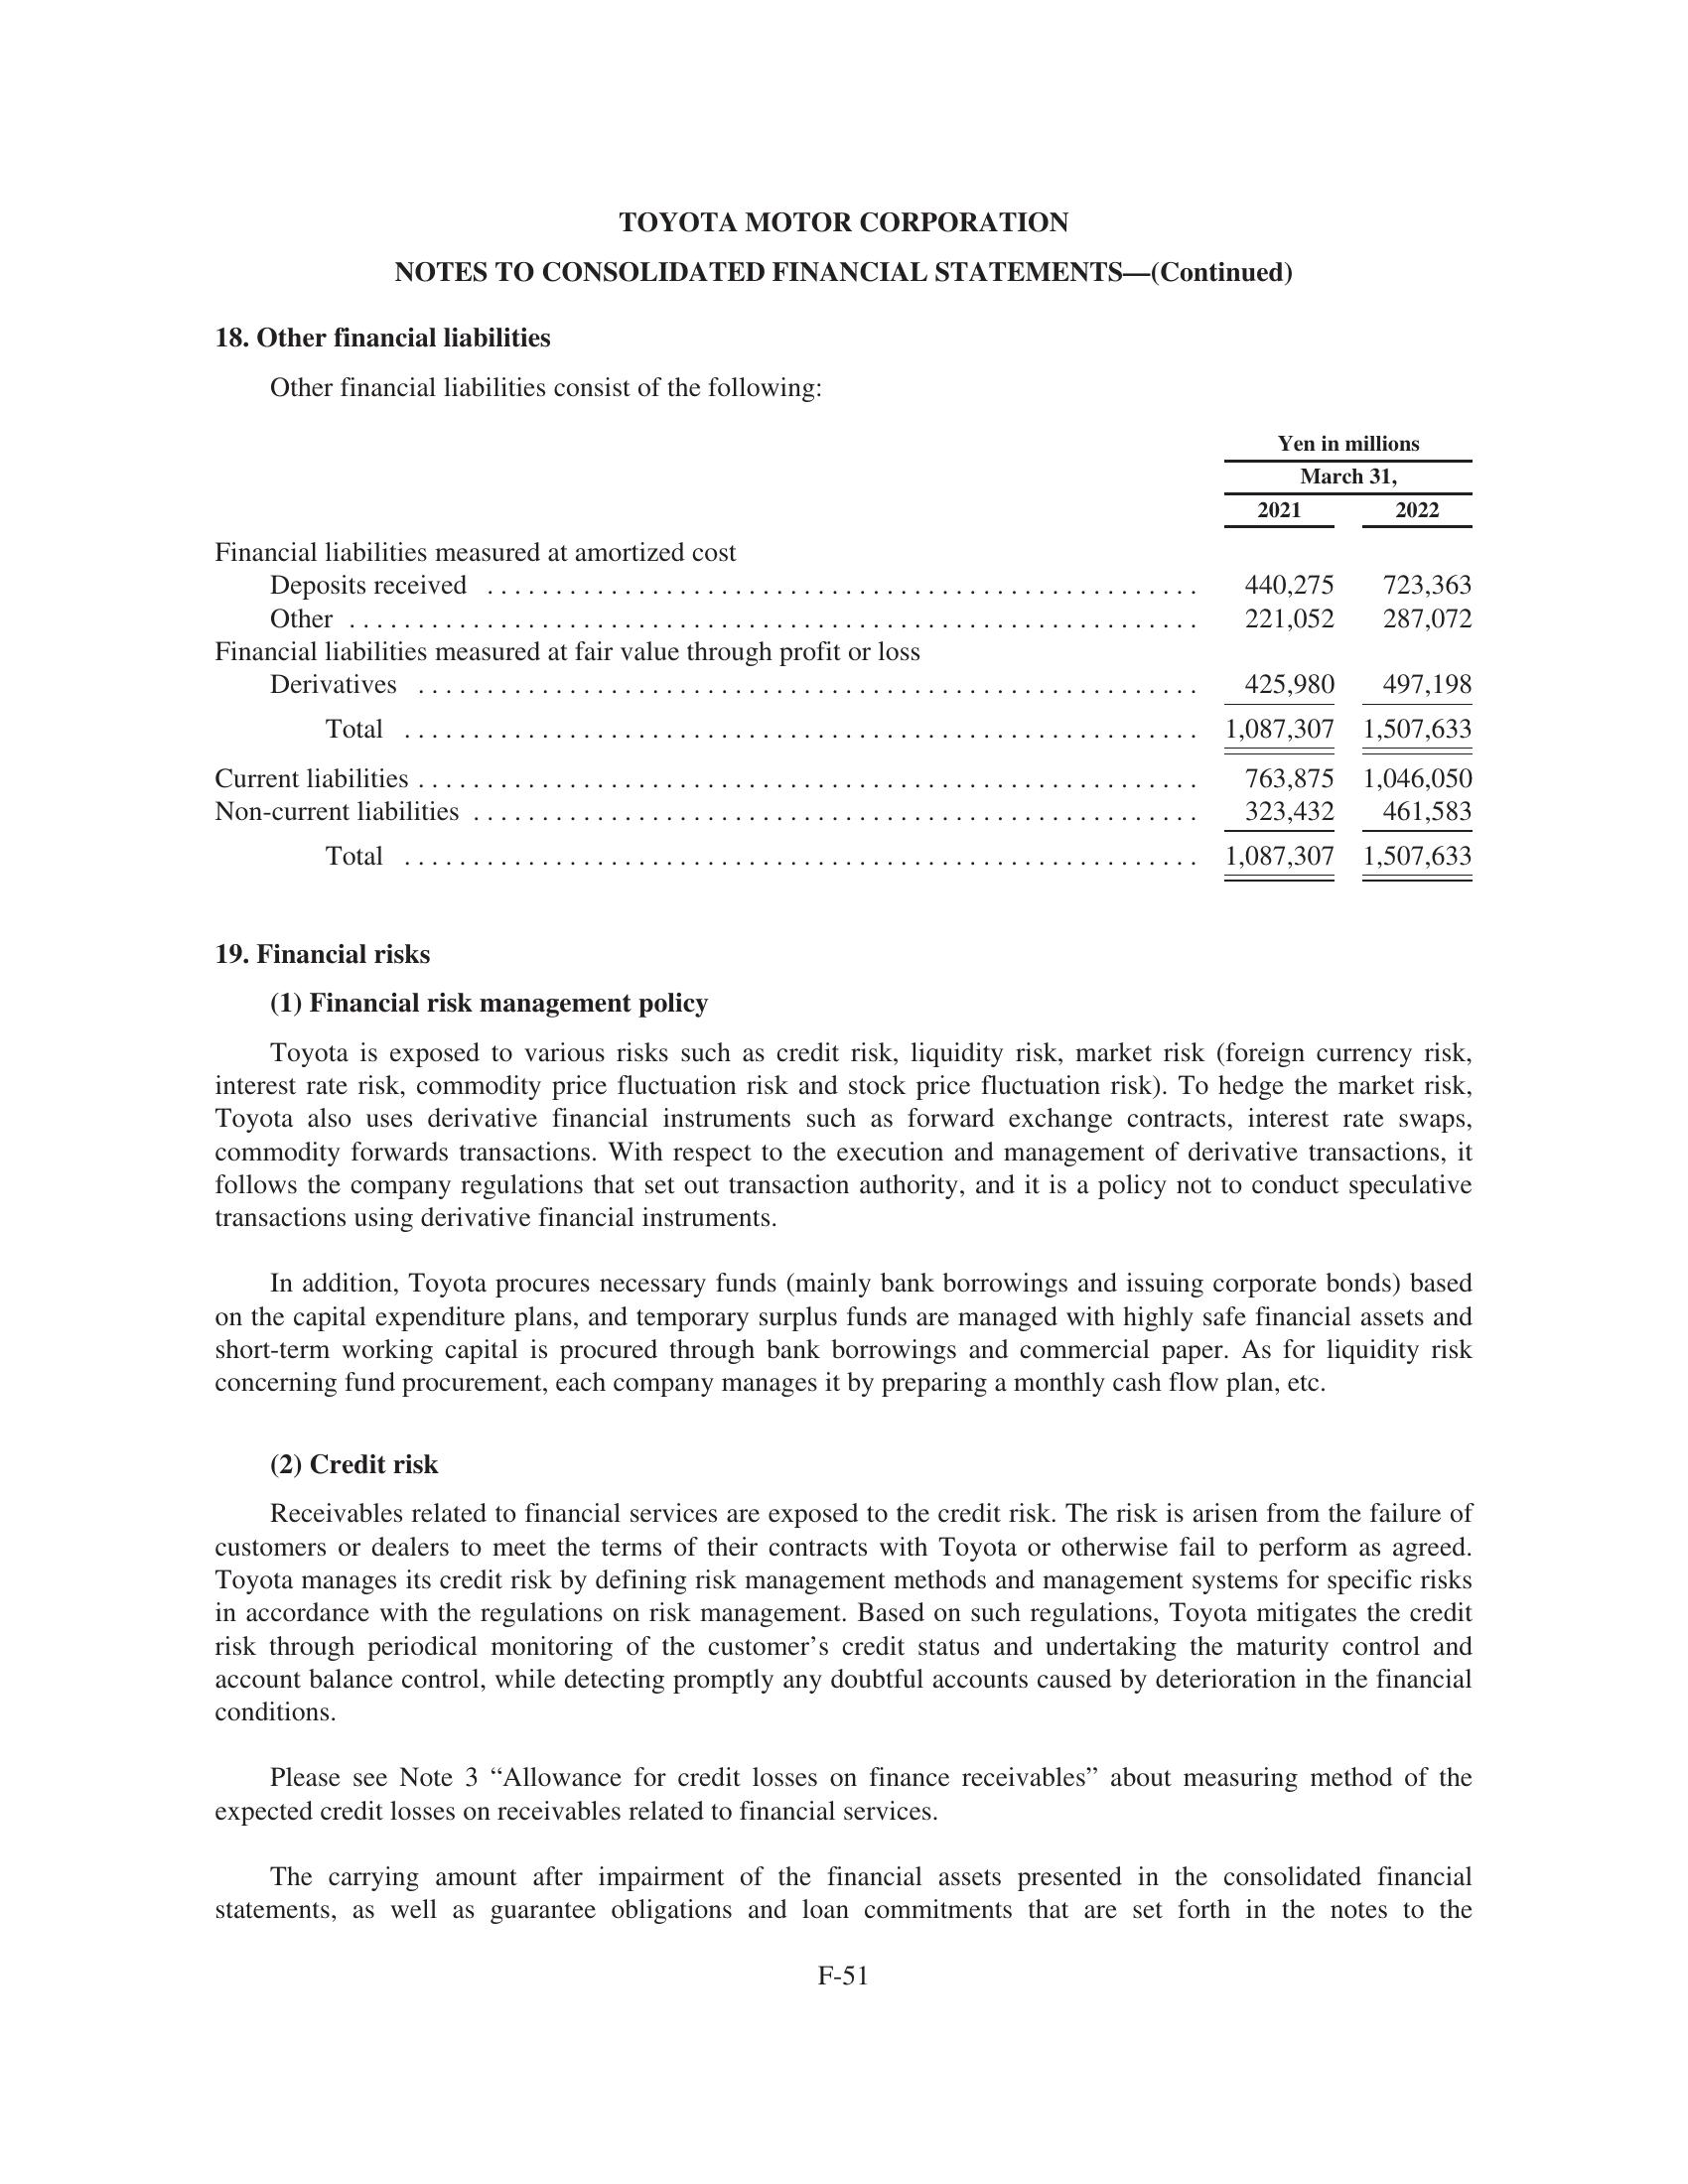 TOYOTA MOTOR CORPORATION
NOTES TO CONSOLIDATED FINANCIAL STATEMENTS—(Continued)
18. Other financial liabilities
Other financial liabilities consist of the following:
Yen in millions
March 31,
2021 2022
Financial liabilities measured at amortized cost
Deposits received 440,275 723,363
Other 221,052 287,072
Financial liabilities measured at fair value through profit or loss
Derivatives 425,980 497,198
Total 1,087,307 1,507,633
Current liabilities 763,875 1,046,050
Non-current liabilities 323,432 461,583
Total 1,087,307 1,507,633
19. Financial risks
(1) Financial risk management policy
Toyota is exposed to various risks such as credit risk, liquidity risk, market risk (foreign currency risk,
interest rate risk, commodity price fluctuation risk and stock price fluctuation risk). To hedge the market risk,
Toyota also uses derivative financial instruments such as forward exchange contracts, interest rate swaps,
commodity forwards transactions. With respect to the execution and management of derivative transactions, it
follows the company regulations that set out transaction authority, and it is a policy not to conduct speculative
transactions using derivative financial instruments.
In addition, Toyota procures necessary funds (mainly bank borrowings and issuing corporate bonds) based
on the capital expenditure plans, and temporary surplus funds are managed with highly safe financial assets and
short-term working capital is procured through bank borrowings and commercial paper. As for liquidity risk
concerning fund procurement, each company manages it by preparing a monthly cash flow plan, etc.
(2) Credit risk
Receivables related to financial services are exposed to the credit risk. The risk is arisen from the failure of
customers or dealers to meet the terms of their contracts with Toyota or otherwise fail to perform as agreed.
Toyota manages its credit risk by defining risk management methods and management systems for specific risks
in accordance with the regulations on risk management. Based on such regulations, Toyota mitigates the credit
risk through periodical monitoring of the customer’s credit status and undertaking the maturity control and
account balance control, while detecting promptly any doubtful accounts caused by deterioration in the financial
conditions.
Please see Note 3 “Allowance for credit losses on finance receivables” about measuring method of the
expected credit losses on receivables related to financial services.
The carrying amount after impairment of the financial assets presented in the consolidated financial
statements, as well as guarantee obligations and loan commitments that are set forth in the notes to the
F-51